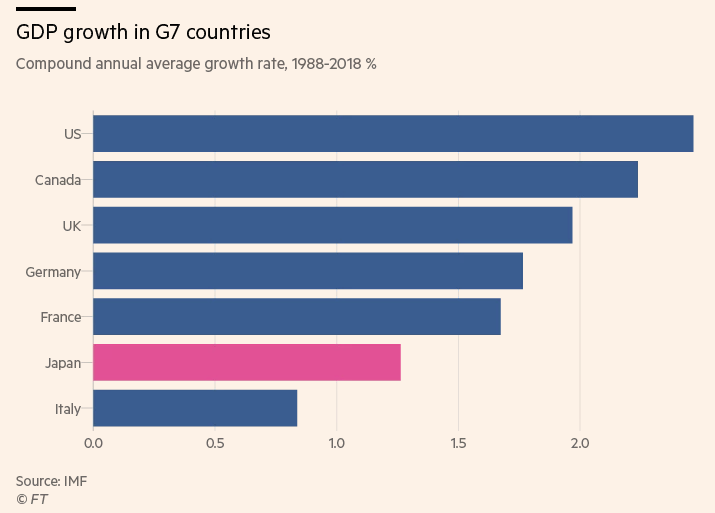 GDP growth in G7 countries
Compound annual average growth rate, 1988-2018 %
US
Canada
UK
Germany
France
Japan
Italy
0.0 0.5 1.0 1.5 2.0
Source: IMF
© FT